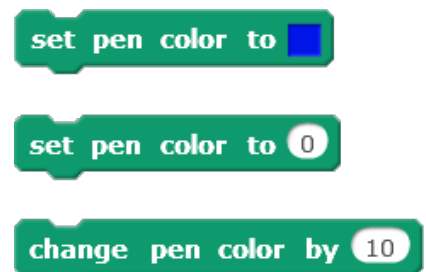 set pen color to
set pen color to 0
change pen color by 10